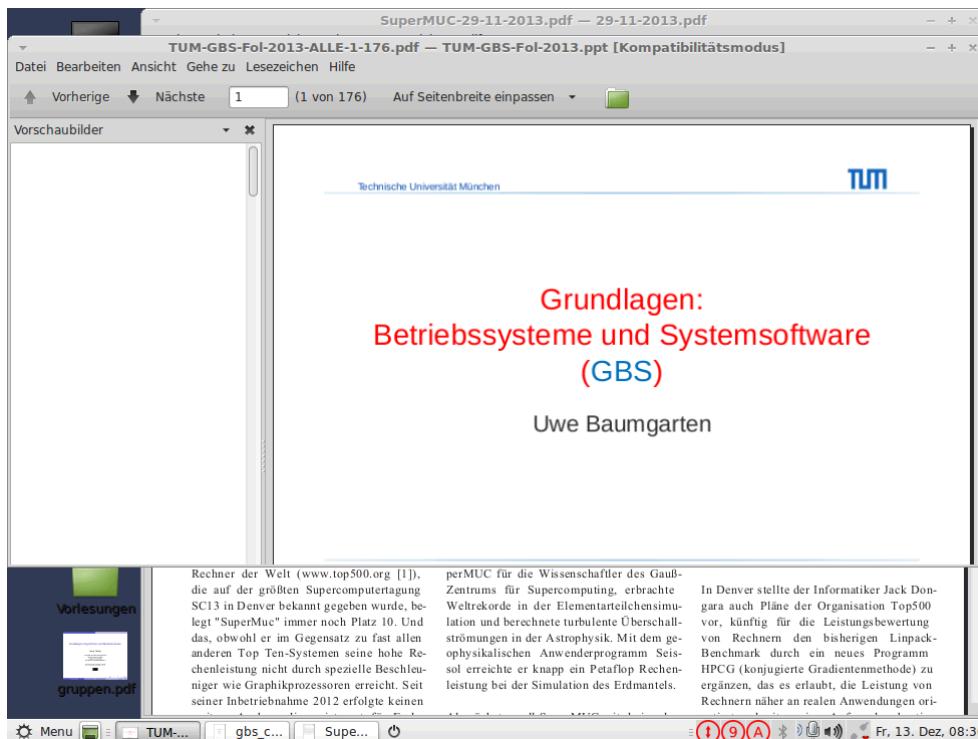 SuperMUC-29-11-2013.pdf — 29-11-2013.pdf
TUM-GBS-Fol-2013-ALLE-1-176.pdf — TUM-GBS-Fol-2013.ppt [Kompatibilitätsmodus]
Datei Bearbeiten Ansicht Gehe zu Lesezeichen Hilfe
Vorherige Nächste 1 (1 von 176) Auf Seitenbreite einpassen
Vorschaubilder
Technische Universität München
TUM
Grundlagen:
Betriebssysteme und Systemsoftware
(GBS)
Uwe Baumgarten
Vorlesungen
gruppen.pdf
Rechner der Welt (www.top500.org [1]),
die auf der größten Supercomputertagung
SC13 in Denver bekannt gegeben wurde, be-
legt "SuperMuc" immer noch Platz 10. Und
das, obwohl er im Gegensatz zu fast allen
anderen Top Ten-Systemen seine hohe Re-
chenleistung nicht durch spezielle Beschleu-
niger wie Graphikprozessoren erreicht. Seit
seiner Inbetriebnahme 2012 erfolgte keinen
perMUC für die Wissenschaftler des Gauß-
Zentrums für Supercomputing, erbrachte
Weltrekorde in der Elementarteilchensimu-
lation und berechnete turbulente Überschall-
strömungen in der Astrophysik. Mit dem ge-
ophysikalischen Anwenderprogramm Seis-
sol erreichte er knapp ein Petaflop Rechen-
leistung bei der Simulation des Erdmantels.
In Denver stellte der Informatiker Jack Don-
gara auch Pläne der Organisation Top500
vor, künftig für die Leistungsbewertung
von Rechnern den bisherigen Linpack-
Benchmark durch ein neues Programm
HPCG (konjugierte Gradientenmethode) zu
ergänzen, das es erlaubt, die Leistung von
Rechnern näher an realen Anwendungen ori-
Menu TUM-... gbs_c... Supe... 1 9 A Fr, 13. Dez, 08:3